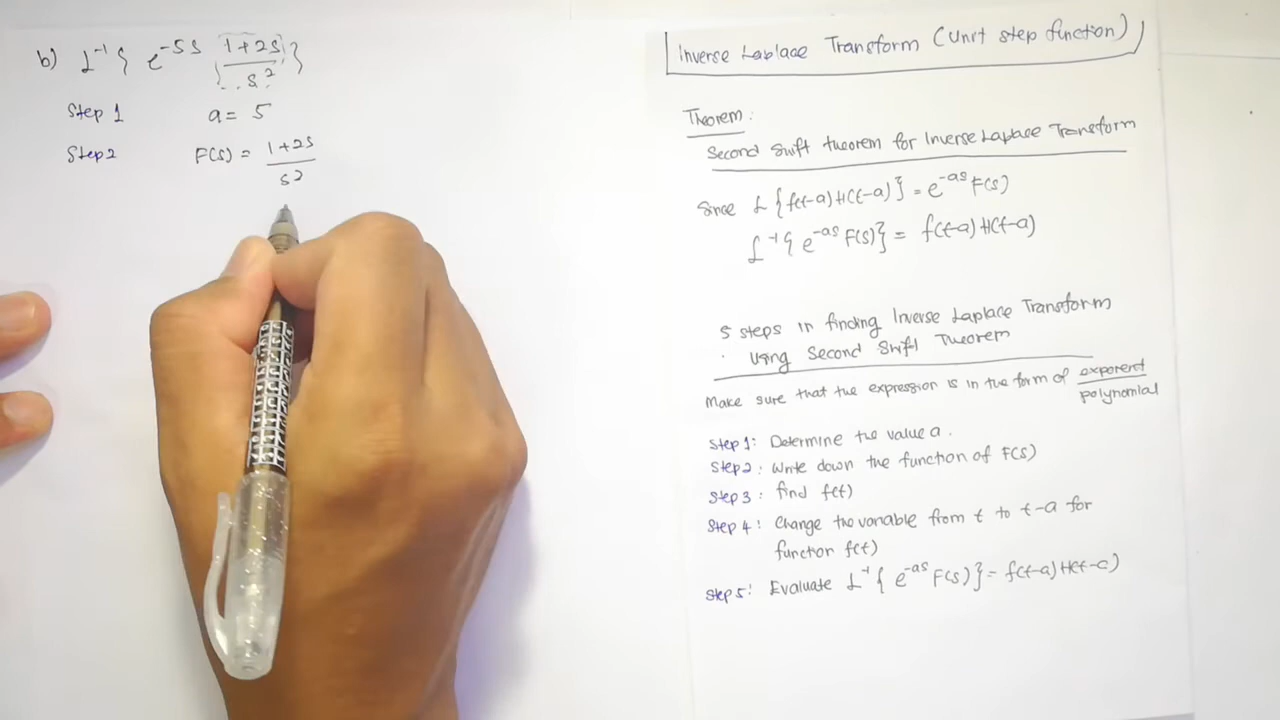 b) L⁻¹ { e^-5s { 1+2s / s² } }
Step 1 a = 5
Step 2 F(s) = 1+2s / s²
Inverse Laplace Transform (Unit step function)
Theorem:
Second Shift theorem for Inverse Laplace Transform
Since L { f(t-a) H(t-a) } = e^-as F(s)
L⁻¹ { e^-as F(s) } = f(t-a) H(t-a)
5 steps in finding Inverse Laplace Transform
Using Second Shift Theorem
Make sure that the expression is in the form of exponent / polynomial
Step 1: Determine the value a.
Step 2: Write down the function of F(s)
Step 3: find f(t)
Step 4: Change the variable from t to t-a for
function f(t)
Step 5: Evaluate L⁻¹ { e^-as F(s) } = f(t-a) H(t-a)